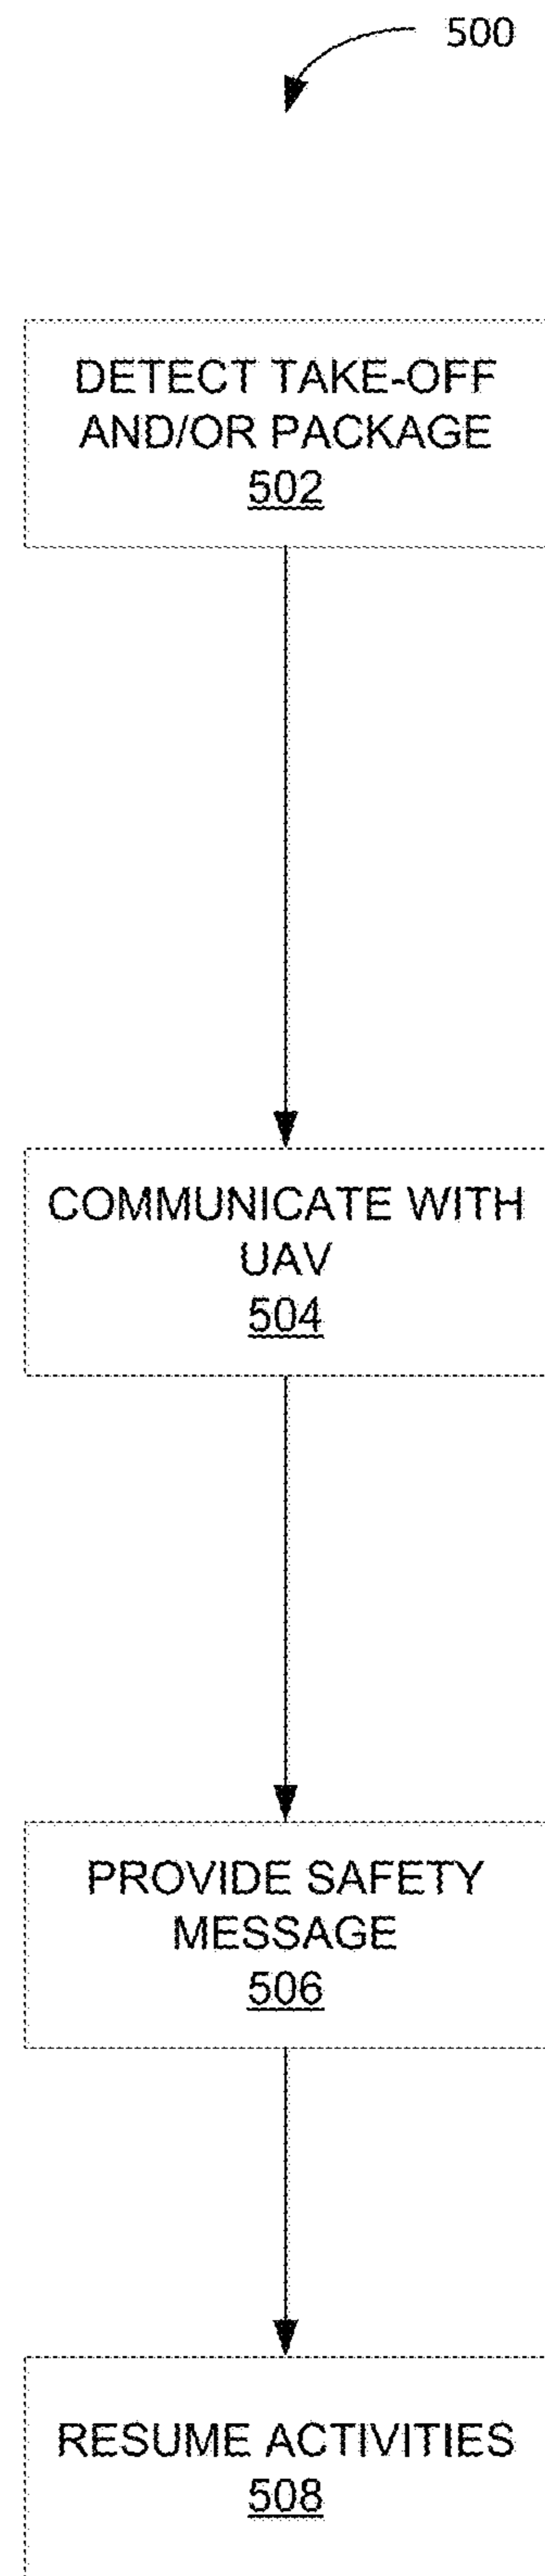 500
DETECT TAKE-OFF
AND/OR PACKAGE
502
COMMUNICATE WITH
UAV
504
PROVIDE SAFETY
MESSAGE
506
RESUME ACTIVITIES
508